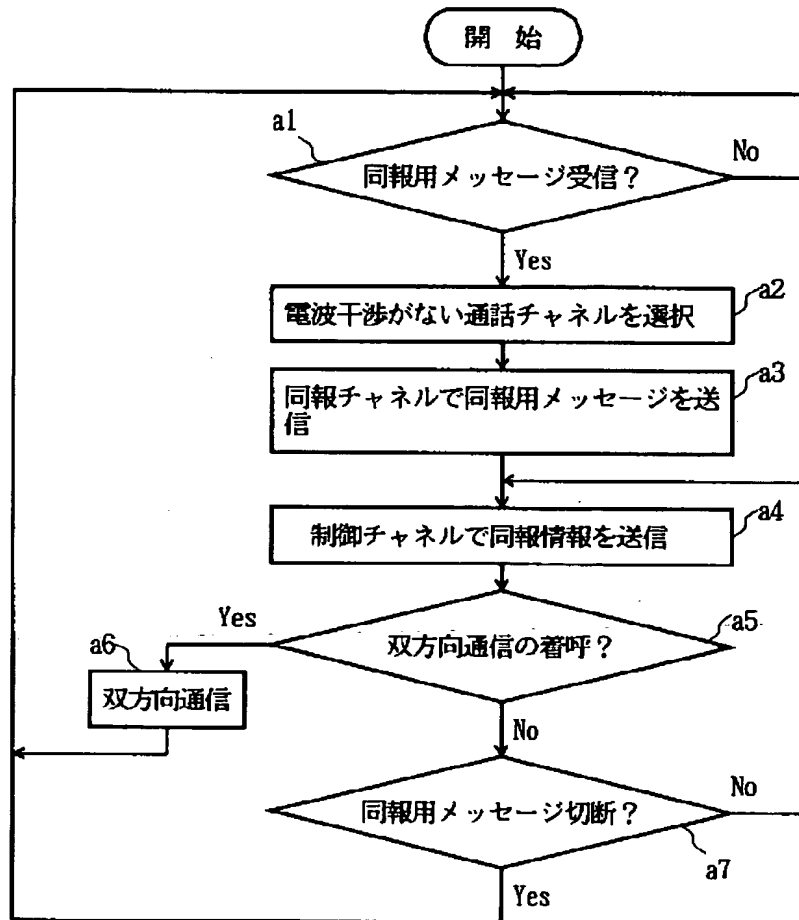 開 始
a1
同報用メッセージ受信?
No
Yes
a2
電波干渉がない通話チャネルを選択
a3
同報チャネルで同報用メッセージを送
信
a4
制御チャネルで同報情報を送信
Yes
a5
双方向通信の着呼?
a6
双方向通信
No
同報用メッセージ切断?
No
a7
Yes